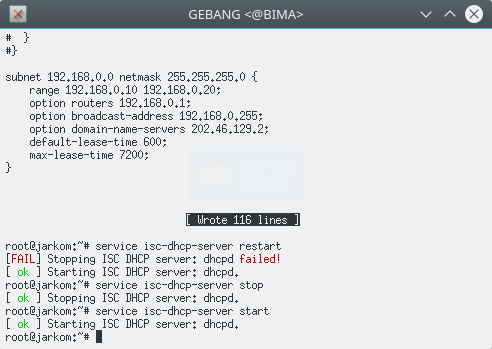 GEBANG <@BIMA>
#  }
#}
subnet 192.168.0.0 netmask 255.255.255.0 {
    range 192.168.0.10 192.168.0.20;
    option routers 192.168.0.1;
    option broadcast-address 192.168.0.255;
    option domain-name-servers 202.46.129.2;
    default-lease-time 600;
    max-lease-time 7200;
}
[ Wrote 116 lines ]
root@jarkom:~# service isc-dhcp-server restart
[FAIL] Stopping ISC DHCP server: dhcpd failed!
[ ok ] Starting ISC DHCP server: dhcpd.
root@jarkom:~# service isc-dhcp-server stop
[ ok ] Stopping ISC DHCP server: dhcpd.
root@jarkom:~# service isc-dhcp-server start
[ ok ] Starting ISC DHCP server: dhcpd.
root@jarkom:~#